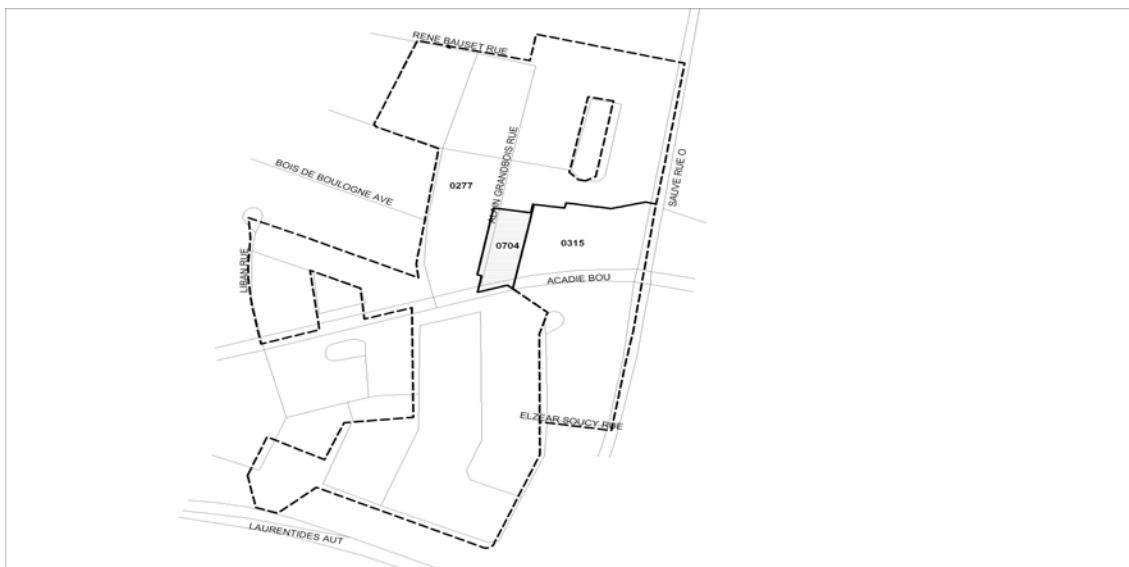 RENE BAUSET RUE
ALAIN GRANDBOIS RUE
SAUVE RUE O
BOIS DE BOULOGNE AVE
0277
0704
0315
LIBAN RUE
ACADIE BOU
ELZEAR SOUCY RUE
LAURENTIDES AUT